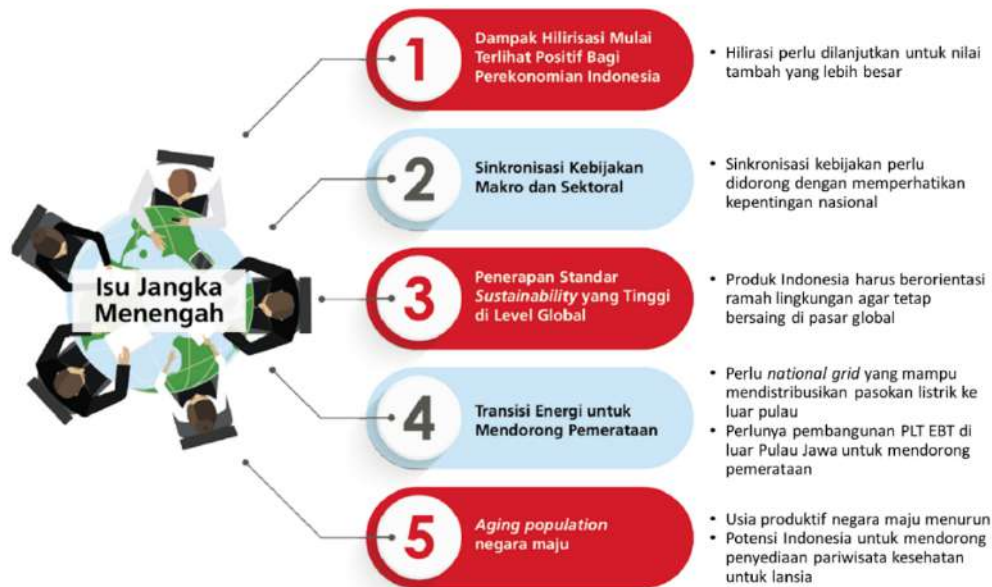 Isu Jangka
Menengah
1
Dampak Hilirisasi Mulai
Terlihat Positif Bagi
Perekonomian Indonesia
• Hilirasi perlu dilanjutkan untuk nilai
tambah yang lebih besar
2
Sinkronisasi Kebijakan
Makro dan Sektoral
• Sinkronisasi kebijakan perlu
didorong dengan memperhatikan
kepentingan nasional
3
Penerapan Standar
Sustainability yang Tinggi
di Level Global
• Produk Indonesia harus berorientasi
ramah lingkungan agar tetap
bersaing di pasar global
4
Transisi Energi untuk
Mendorong Pemerataan
• Perlu national grid yang mampu
mendistribusikan pasokan listrik ke
luar pulau
• Perlunya pembangunan PLT EBT di
luar Pulau Jawa untuk mendorong
pemerataan
5
Aging population
negara maju
• Usia produktif negara maju menurun
• Potensi Indonesia untuk mendorong
penyediaan pariwisata kesehatan
untuk lansia